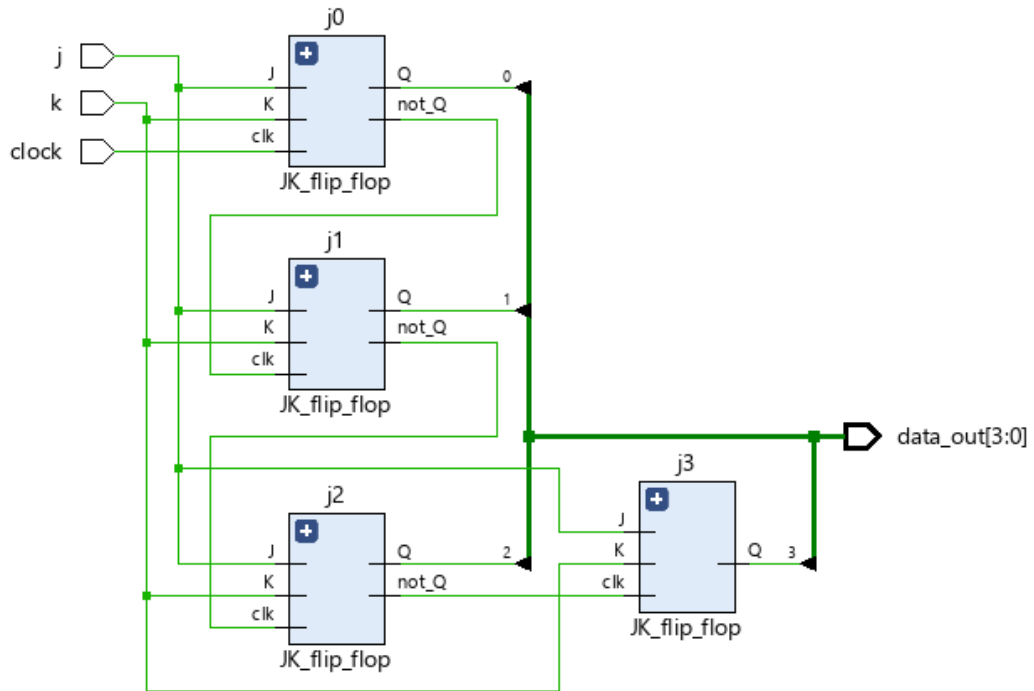 j0
j
J
Q
0
k
K
not_Q
clock
clk
JK_flip_flop
j1
J
Q
1
K
not_Q
clk
JK_flip_flop
data_out[3:0]
j3
j2
J
Q
2
K
not_Q
clk
JK_flip_flop
J
K
Q
3
clk
JK_flip_flop